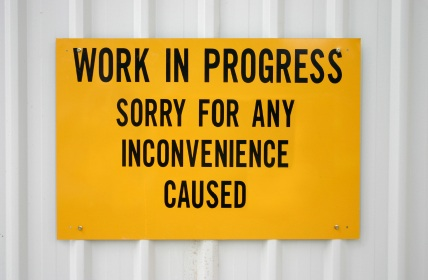 WORK IN PROGRESS
SORRY FOR ANY
INCONVENIENCE
CAUSED